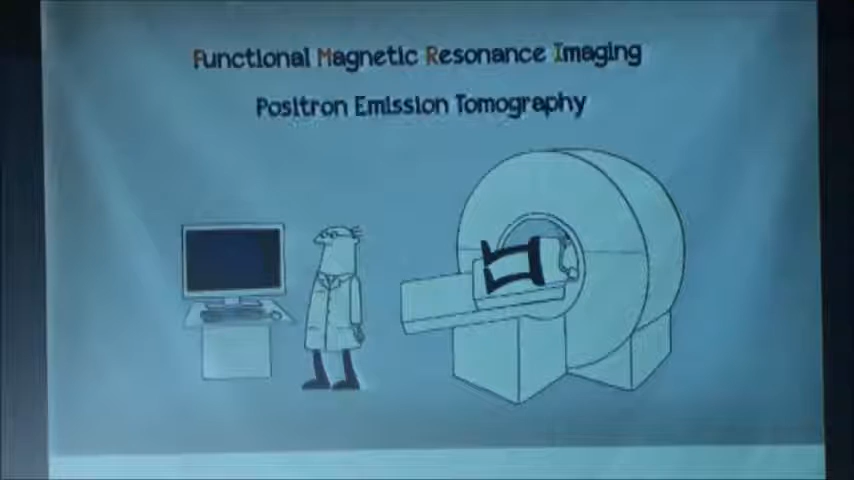 Functional Magnetic Resonance Imaging
Positron Emission Tomography